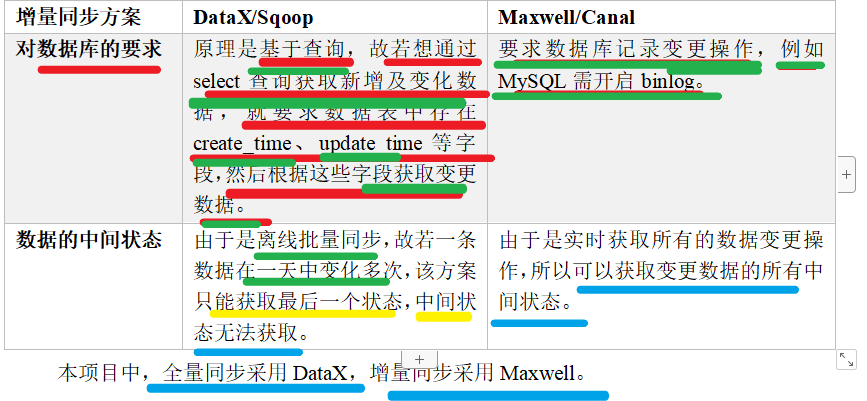 增量同步方案 DataX/Sqoop Maxwell/Canal
对数据库的要求
原理是基于查询，故若想通过
select 查询获取新增及变化数
据，就要求数据表中存在
create_time、update_time 等字
段,然后根据这些字段获取变更
数据。
要求数据库记录变更操作，例如
MySQL 需开启 binlog。
数据的中间状态
由于是离线批量同步,故若一条
数据在一天中变化多次,该方案
只能获取最后一个状态,中间状
态无法获取。
由于是实时获取所有的数据变更操
作,所以可以获取变更数据的所有中
间状态。
本项目中，全量同步采用 DataX，增量同步采用 Maxwell。